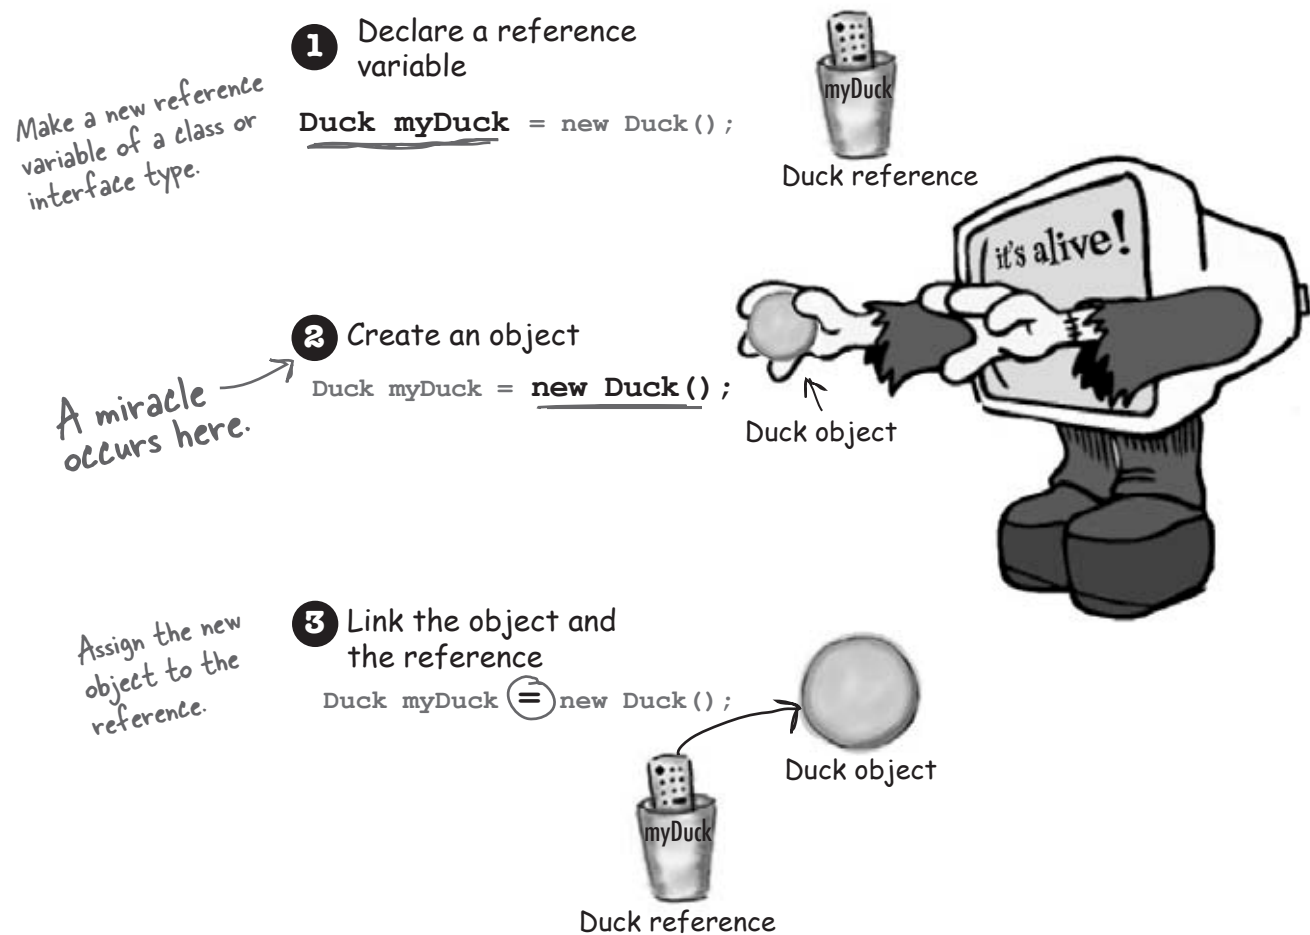 1
Declare a reference
variable
Make a new reference
variable of a class or
interface type.
Duck myDuck = new Duck();
myDuck
Duck reference
it's alive!
2
Create an object
A miracle
occurs here.
Duck myDuck = new Duck();
Duck object
3
Link the object and
the reference
Assign the new
object to the
reference.
Duck myDuck = new Duck();
Duck object
myDuck
Duck reference